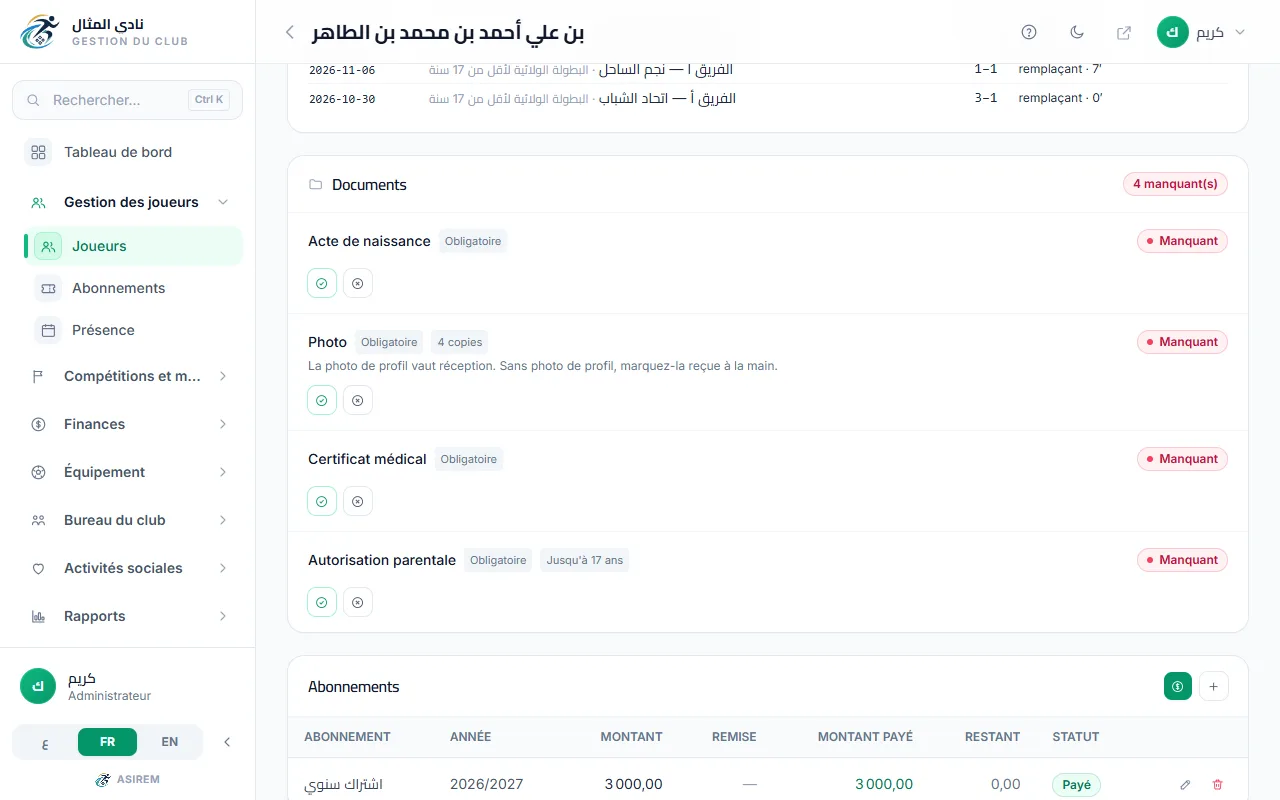 نادي المثال
GESTION DU CLUB
Rechercher...
Ctrl K
Tableau de bord
Gestion des joueurs
Joueurs
Abonnements
Présence
Compétitions et m...
Finances
Équipement
Bureau du club
Activités sociales
Rapports
كريم
Administrateur
ع
FR
EN
ASIREM
بن علي أحمد بن محمد بن الطاهر
كريم
2026-11-06
الفريق أ — نجم الساحل · البطولة الولائية لأقل من 17 سنة
1–1
remplaçant · 7′
2026-10-30
الفريق أ — اتحاد الشباب · البطولة الولائية لأقل من 17 سنة
3–1
remplaçant · 0′
Documents
4 manquant(s)
Acte de naissance
Obligatoire
Manquant
Photo
Obligatoire
4 copies
Manquant
La photo de profil vaut réception. Sans photo de profil, marquez-la reçue à la main.
Certificat médical
Obligatoire
Manquant
Autorisation parentale
Obligatoire
Jusqu'à 17 ans
Manquant
Abonnements
ABONNEMENT
ANNÉE
MONTANT
REMISE
MONTANT PAYÉ
RESTANT
STATUT
اشتراك سنوي
2026/2027
3 000,00
—
3 000,00
0,00
Payé